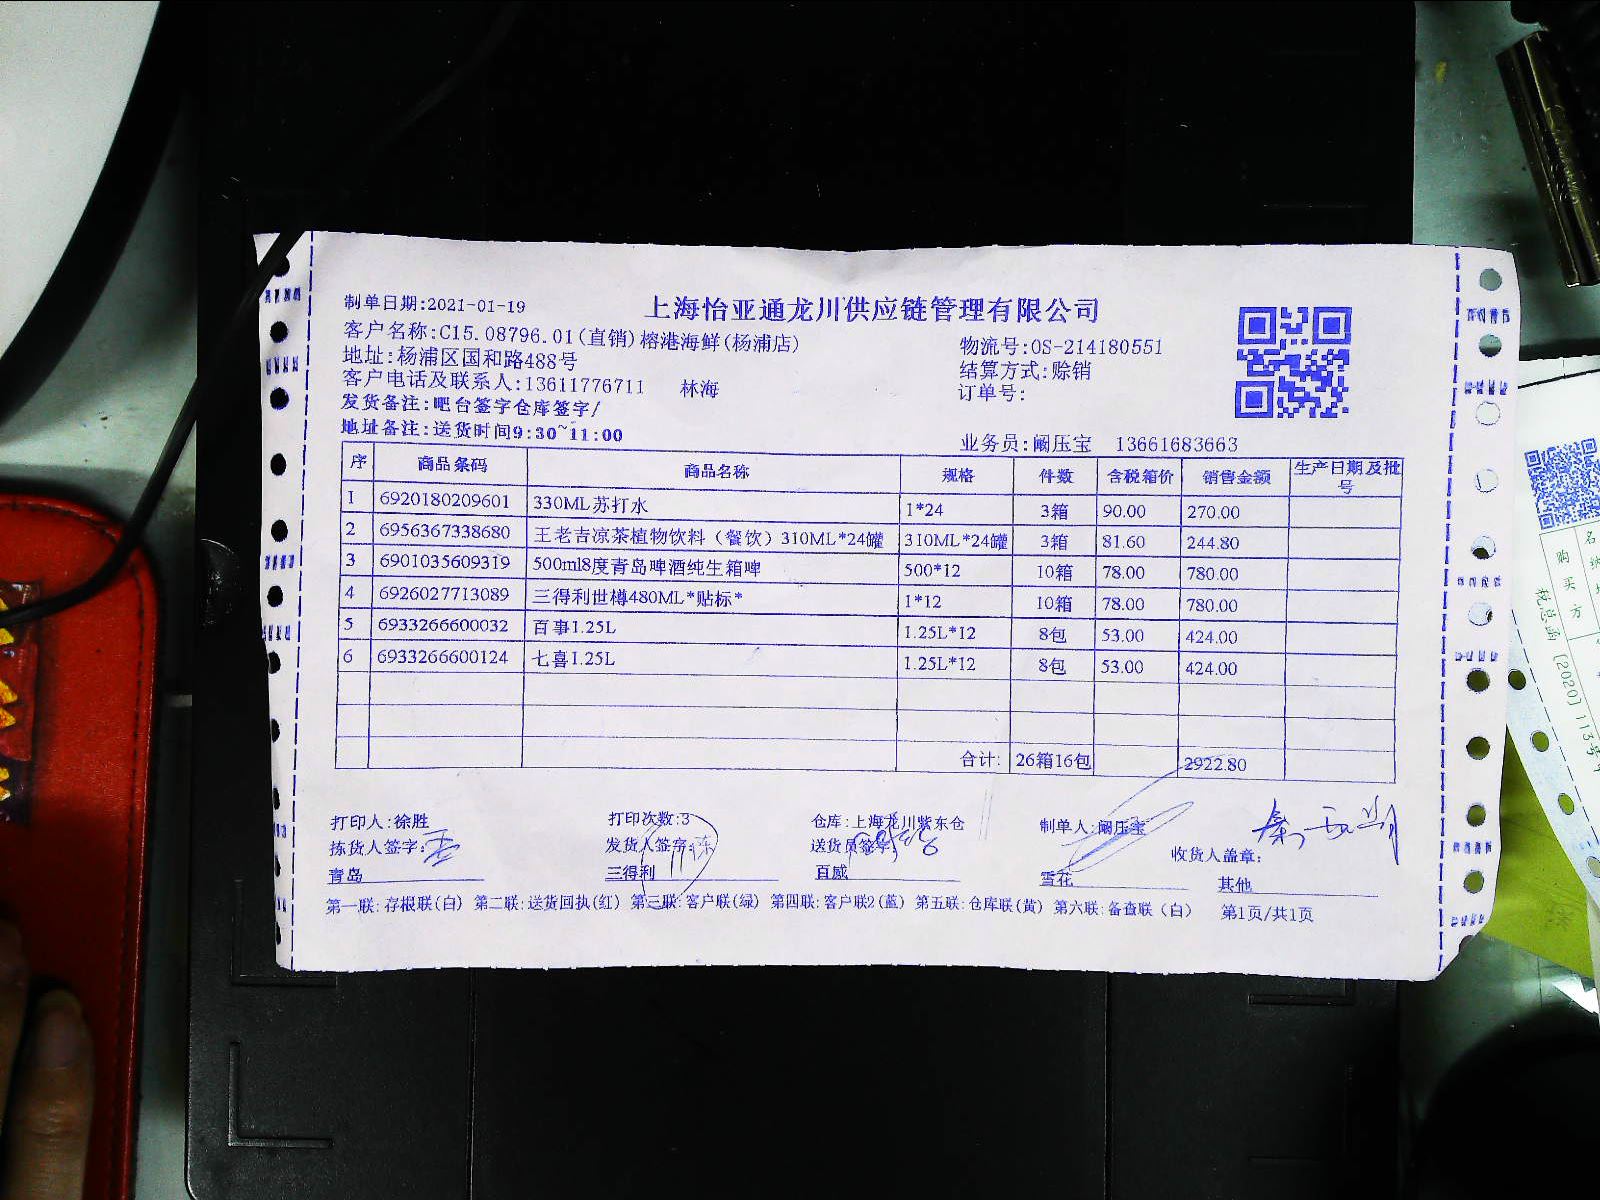 上海怡亚通龙川供应链管理有限公司
制单日期:2021-01-19
客户名称:C15.08796.01(直销)榕港海鲜(杨浦店)
物流号:OS-214180551
地址:杨浦区国和路488号
结算方式:赊销
客户电话及联系人:13611776711 林海
订单号:
发货备注:吧台签字仓库签字/
地址备注:送货时间9:30~11:00
业务员:阚压宝 13661683663
序 商品条码 商品名称 规格 件数 含税箱价 销售金额 生产日期及批号
1 6920180209601 330ML苏打水 1*24 3箱 90.00 270.00
2 6956367338680 王老吉凉茶植物饮料（餐饮）310ML*24罐 310ML*24罐 3箱 81.60 244.80
3 6901035609319 500ml8度青岛啤酒纯生箱啤 500*12 10箱 78.00 780.00
4 6926027713089 三得利世樽480ML*贴标* 1*12 10箱 78.00 780.00
5 6933266600032 百事1.25L 1.25L*12 8包 53.00 424.00
6 6933266600124 七喜1.25L 1.25L*12 8包 53.00 424.00
合计: 26箱16包 2922.80
打印人:徐胜 打印次数:3 仓库:上海龙川紫东仓 制单人:阚压宝
拣货人签字: 发货人签字: 送货员签字: 收货人盖章:
青岛 三得利 百威 雪花 其他
第一联:存根联(白) 第二联:送货回执(红) 第三联:客户联(绿) 第四联:客户联2(蓝) 第五联:仓库联(黄) 第六联:备查联（白） 第1页/共1页
购买方
税总函[2020]113号